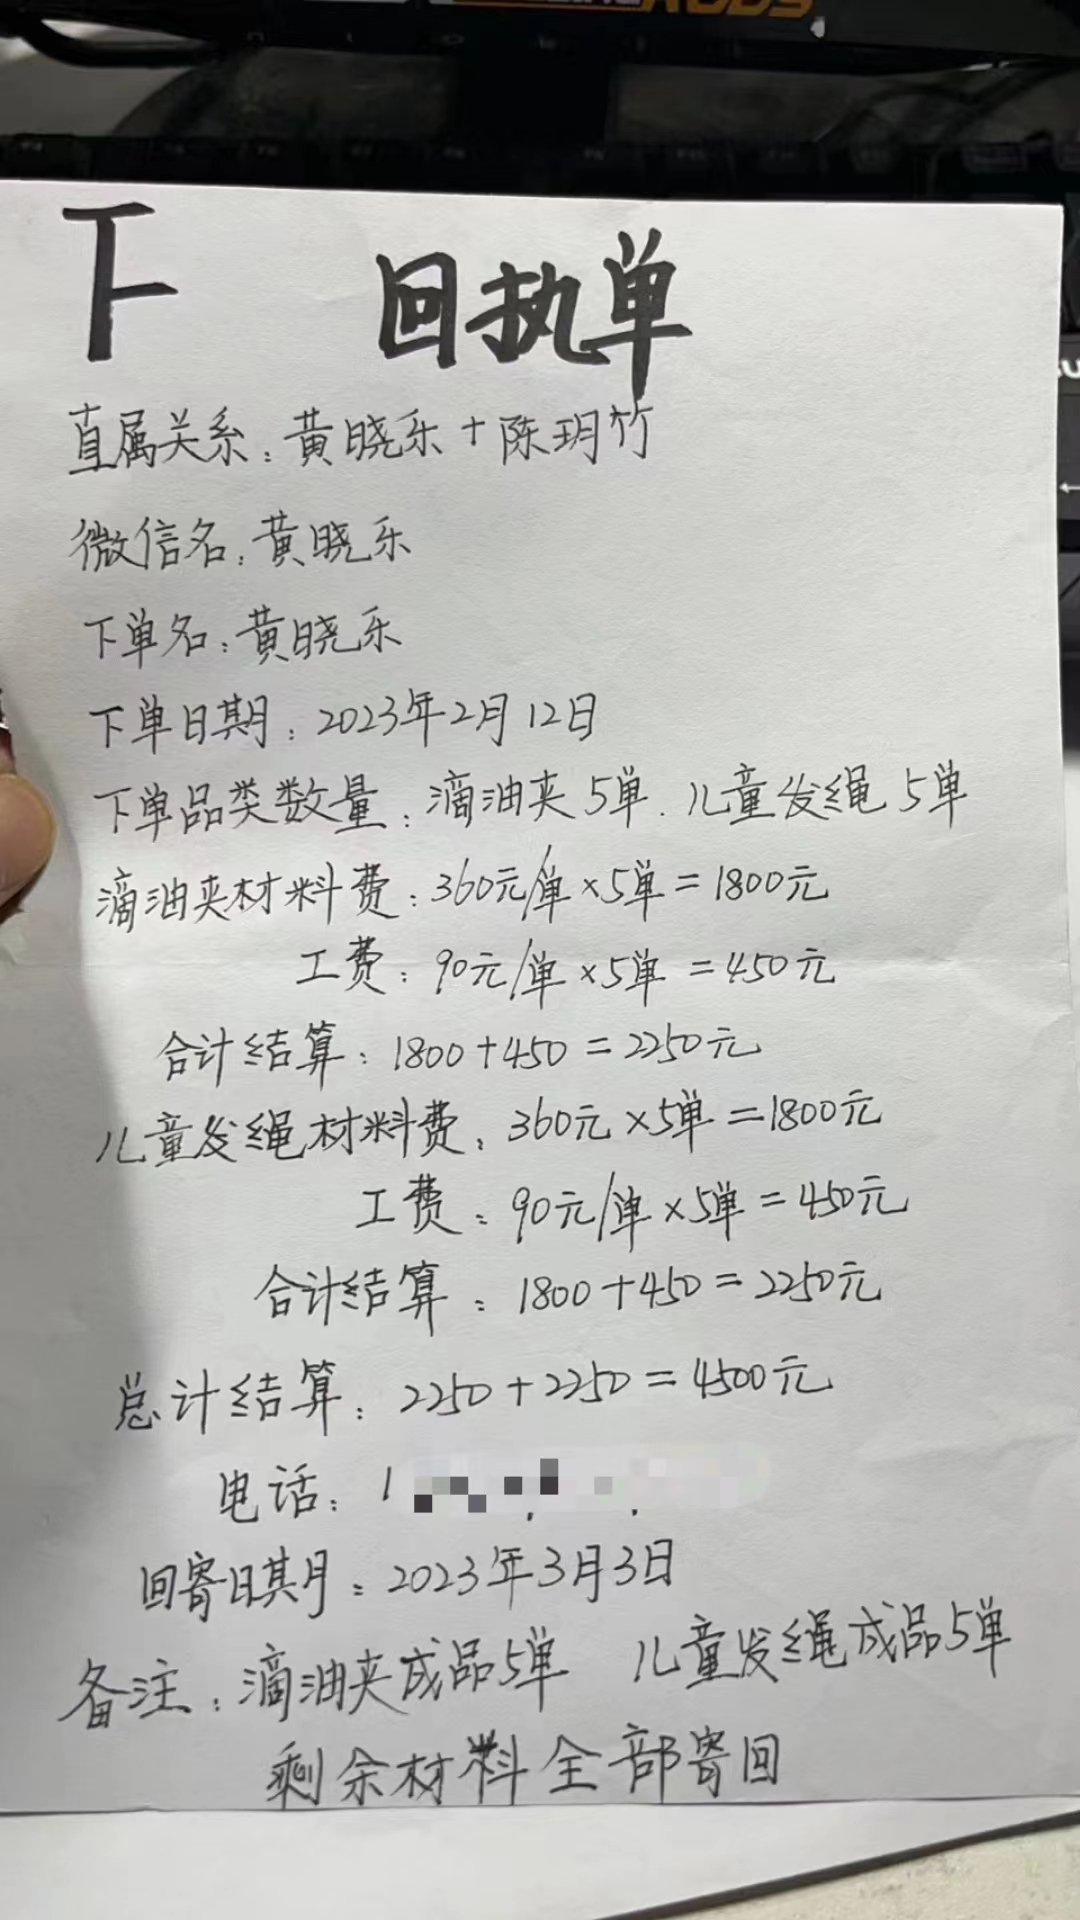 下 回执单
直属关系：黄晓乐+陈玥竹
微信名：黄晓乐
下单名：黄晓乐
下单日期：2023年2月12日
下单品类数量：滴油夹5单．儿童发绳5单
滴油夹材料费：360元/单×5单=1800元
工费：90元/单×5单=450元
合计结算：1800+450=2250元
儿童发绳材料费：360元×5单=1800元
工费：90元/单×5单=450元
合计结算：1800+450=2250元
总计结算：2250+2250=4500元
电话：1
回寄日期：2023年3月3日
备注：滴油夹成品5单 儿童发绳成品5单
剩余材料全部寄回